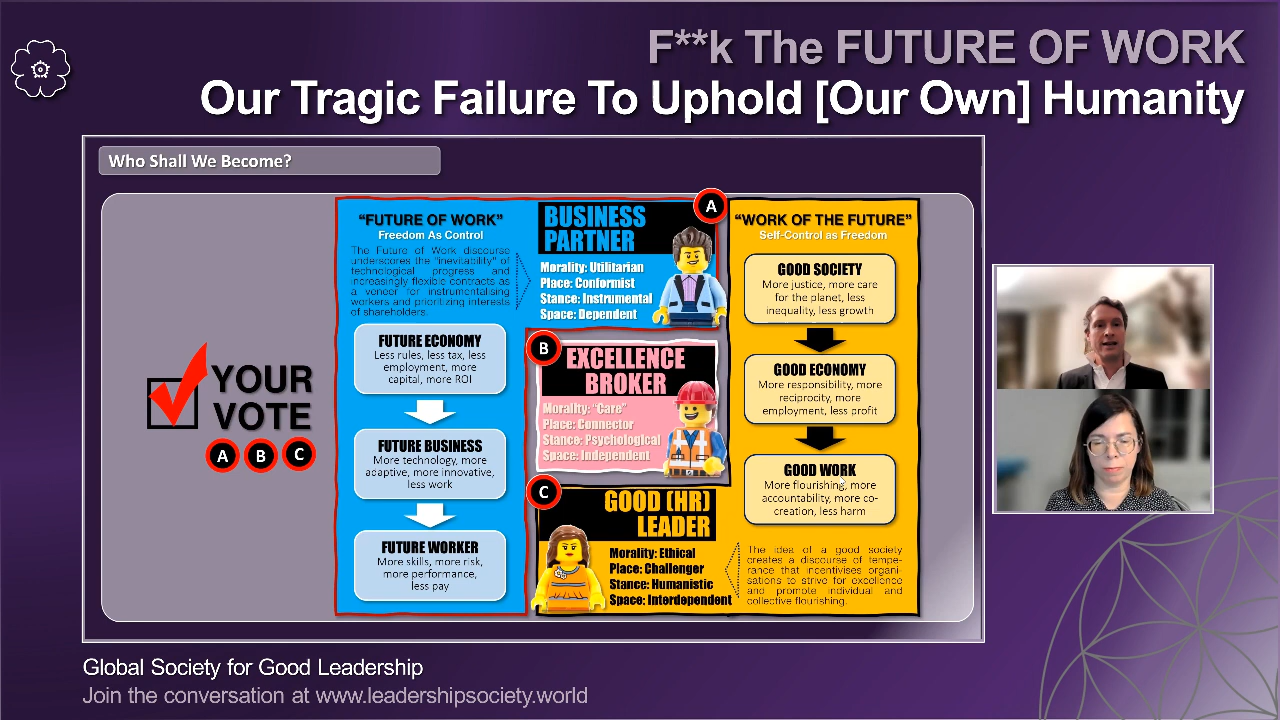 F**k The FUTURE OF WORK
Our Tragic Failure To Uphold [Our Own] Humanity
Who Shall We Become?
YOUR
VOTE
A B C
"FUTURE OF WORK"
Freedom As Control
The Future of Work discourse
underscores the "inevitability" of
technological progress and
increasingly flexible contracts as
a veneer for instrumentalising
workers and prioritizing interests
of shareholders.
FUTURE ECONOMY
Less rules, less tax, less
employment, more
capital, more ROI
FUTURE BUSINESS
More technology, more
adaptive, more innovative,
less work
FUTURE WORKER
More skills, more risk,
more performance,
less pay
A
BUSINESS
PARTNER
Morality: Utilitarian
Place: Conformist
Stance: Instrumental
Space: Dependent
B
EXCELLENCE
BROKER
Morality: "Care"
Place: Connector
Stance: Psychological
Space: Independent
C
GOOD (HR)
LEADER
Morality: Ethical
Place: Challenger
Stance: Humanistic
Space: Interdependent
"WORK OF THE FUTURE"
Self-Control as Freedom
GOOD SOCIETY
More justice, more care
for the planet, less
inequality, less growth
GOOD ECONOMY
More responsibility, more
reciprocity, more
employment, less profit
GOOD WORK
More flourishing, more
accountability, more co-
creation, less harm
The idea of a good society
creates a discourse of tempe-
rance that incentivises organi-
sations to strive for excellence
and promote individual and
collective flourishing.
Global Society for Good Leadership
Join the conversation at www.leadershipsociety.world